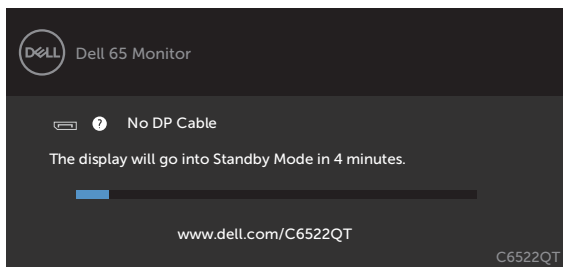 DELL
Dell 65 Monitor
? No DP Cable
The display will go into Standby Mode in 4 minutes.
www.dell.com/C6522QT
C6522QT